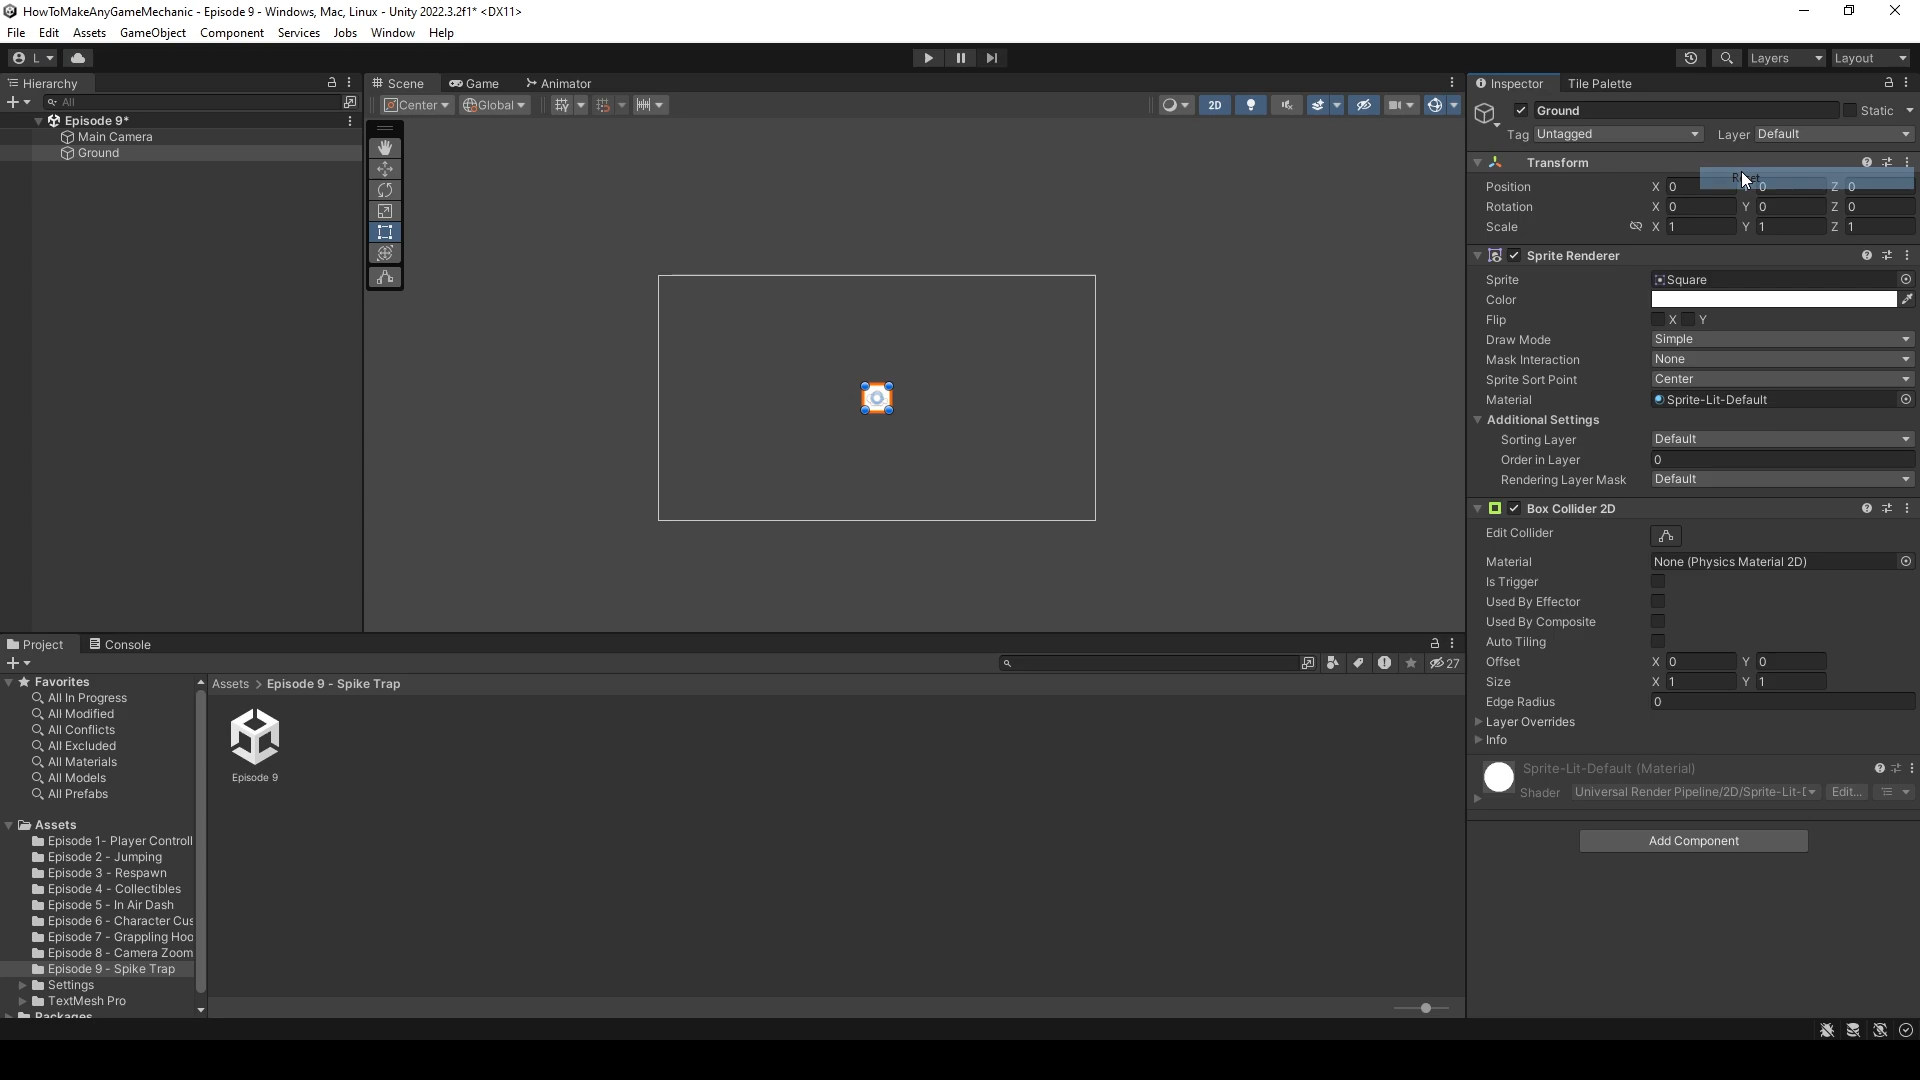 HowToMakeAnyGameMechanic - Episode 9 - Windows, Mac, Linux - Unity 2022.3.2f1* <DX11>
File Edit Assets GameObject Component Services Jobs Window Help
L Layers Layout
Hierarchy
All
Episode 9*
Main Camera
Ground
Scene Game Animator
Center Global 2D
Inspector Tile Palette
Ground Static
Tag Untagged Layer Default
Transform
Position X 0 0 Z 0
Rotation X 0 Y 0 Z 0
Scale X 1 Y 1 Z 1
Sprite Renderer
Sprite Square
Color
Flip X Y
Draw Mode Simple
Mask Interaction None
Sprite Sort Point Center
Material Sprite-Lit-Default
Additional Settings
Sorting Layer Default
Order in Layer 0
Rendering Layer Mask Default
Box Collider 2D
Edit Collider
Material None (Physics Material 2D)
Is Trigger
Used By Effector
Used By Composite
Auto Tiling
Offset X 0 Y 0
Size X 1 Y 1
Edge Radius 0
Layer Overrides
Info
Sprite-Lit-Default (Material)
Shader Universal Render Pipeline/2D/Sprite-Lit-D Edit...
Add Component
Project Console
27
Favorites
All In Progress
All Modified
All Conflicts
All Excluded
All Materials
All Models
All Prefabs
Assets
Episode 1- Player Controll
Episode 2 - Jumping
Episode 3 - Respawn
Episode 4 - Collectibles
Episode 5 - In Air Dash
Episode 6 - Character Cus
Episode 7 - Grappling Hoo
Episode 8 - Camera Zoom
Episode 9 - Spike Trap
Settings
TextMesh Pro
Packages
Assets > Episode 9 - Spike Trap
Episode 9